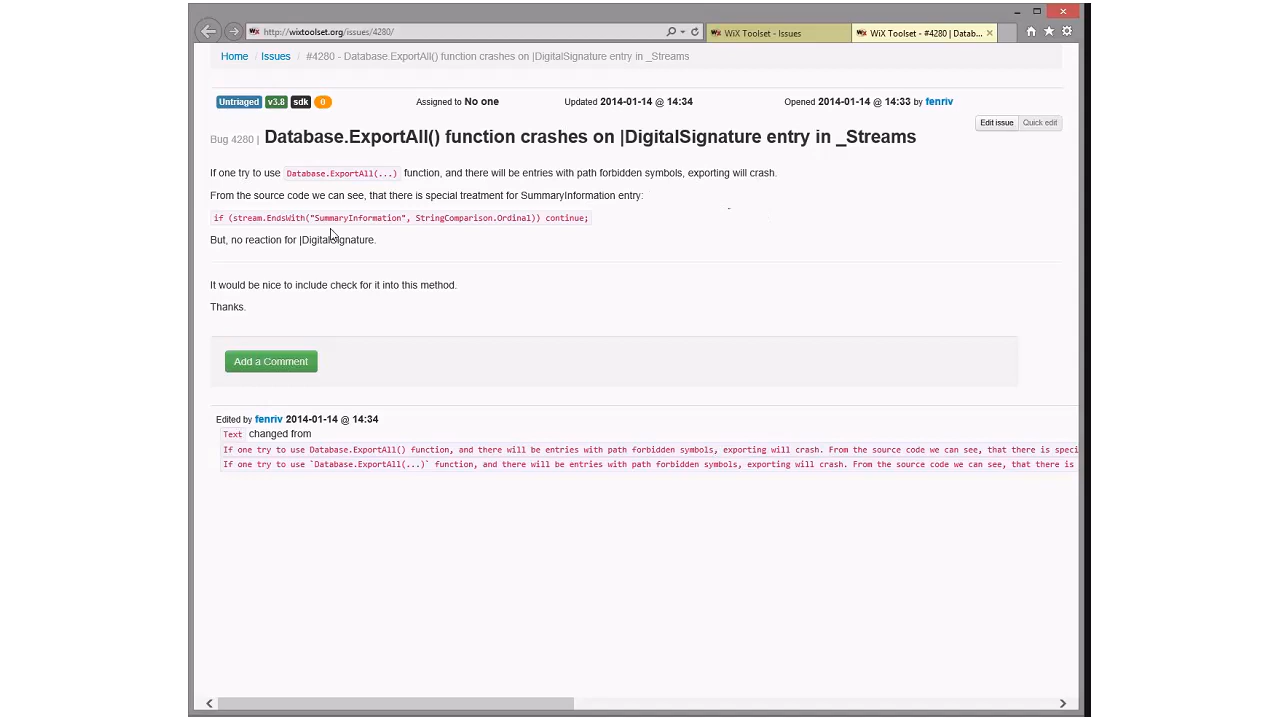 http://wixtoolset.org/issues/4280/
WiX Toolset - Issues
WiX Toolset - #4280 | Datab...
Home / Issues / #4280 - Database.ExportAll() function crashes on |DigitalSignature entry in _Streams
Untriaged v3.8 sdk 0 Assigned to No one Updated 2014-01-14 @ 14:34 Opened 2014-01-14 @ 14:33 by fenriv
Edit issue Quick edit
Bug 4280 | Database.ExportAll() function crashes on |DigitalSignature entry in _Streams
If one try to use Database.ExportAll(...) function, and there will be entries with path forbidden symbols, exporting will crash.
From the source code we can see, that there is special treatment for SummaryInformation entry:
if (stream.EndsWith("SummaryInformation", StringComparison.Ordinal)) continue;
But, no reaction for |DigitalSignature.
It would be nice to include check for it into this method.
Thanks.
Add a Comment
Edited by fenriv 2014-01-14 @ 14:34
Text changed from
If one try to use Database.ExportAll() function, and there will be entries with path forbidden symbols, exporting will crash. From the source code we can see, that there is speci
If one try to use `Database.ExportAll(...)` function, and there will be entries with path forbidden symbols, exporting will crash. From the source code we can see, that there is